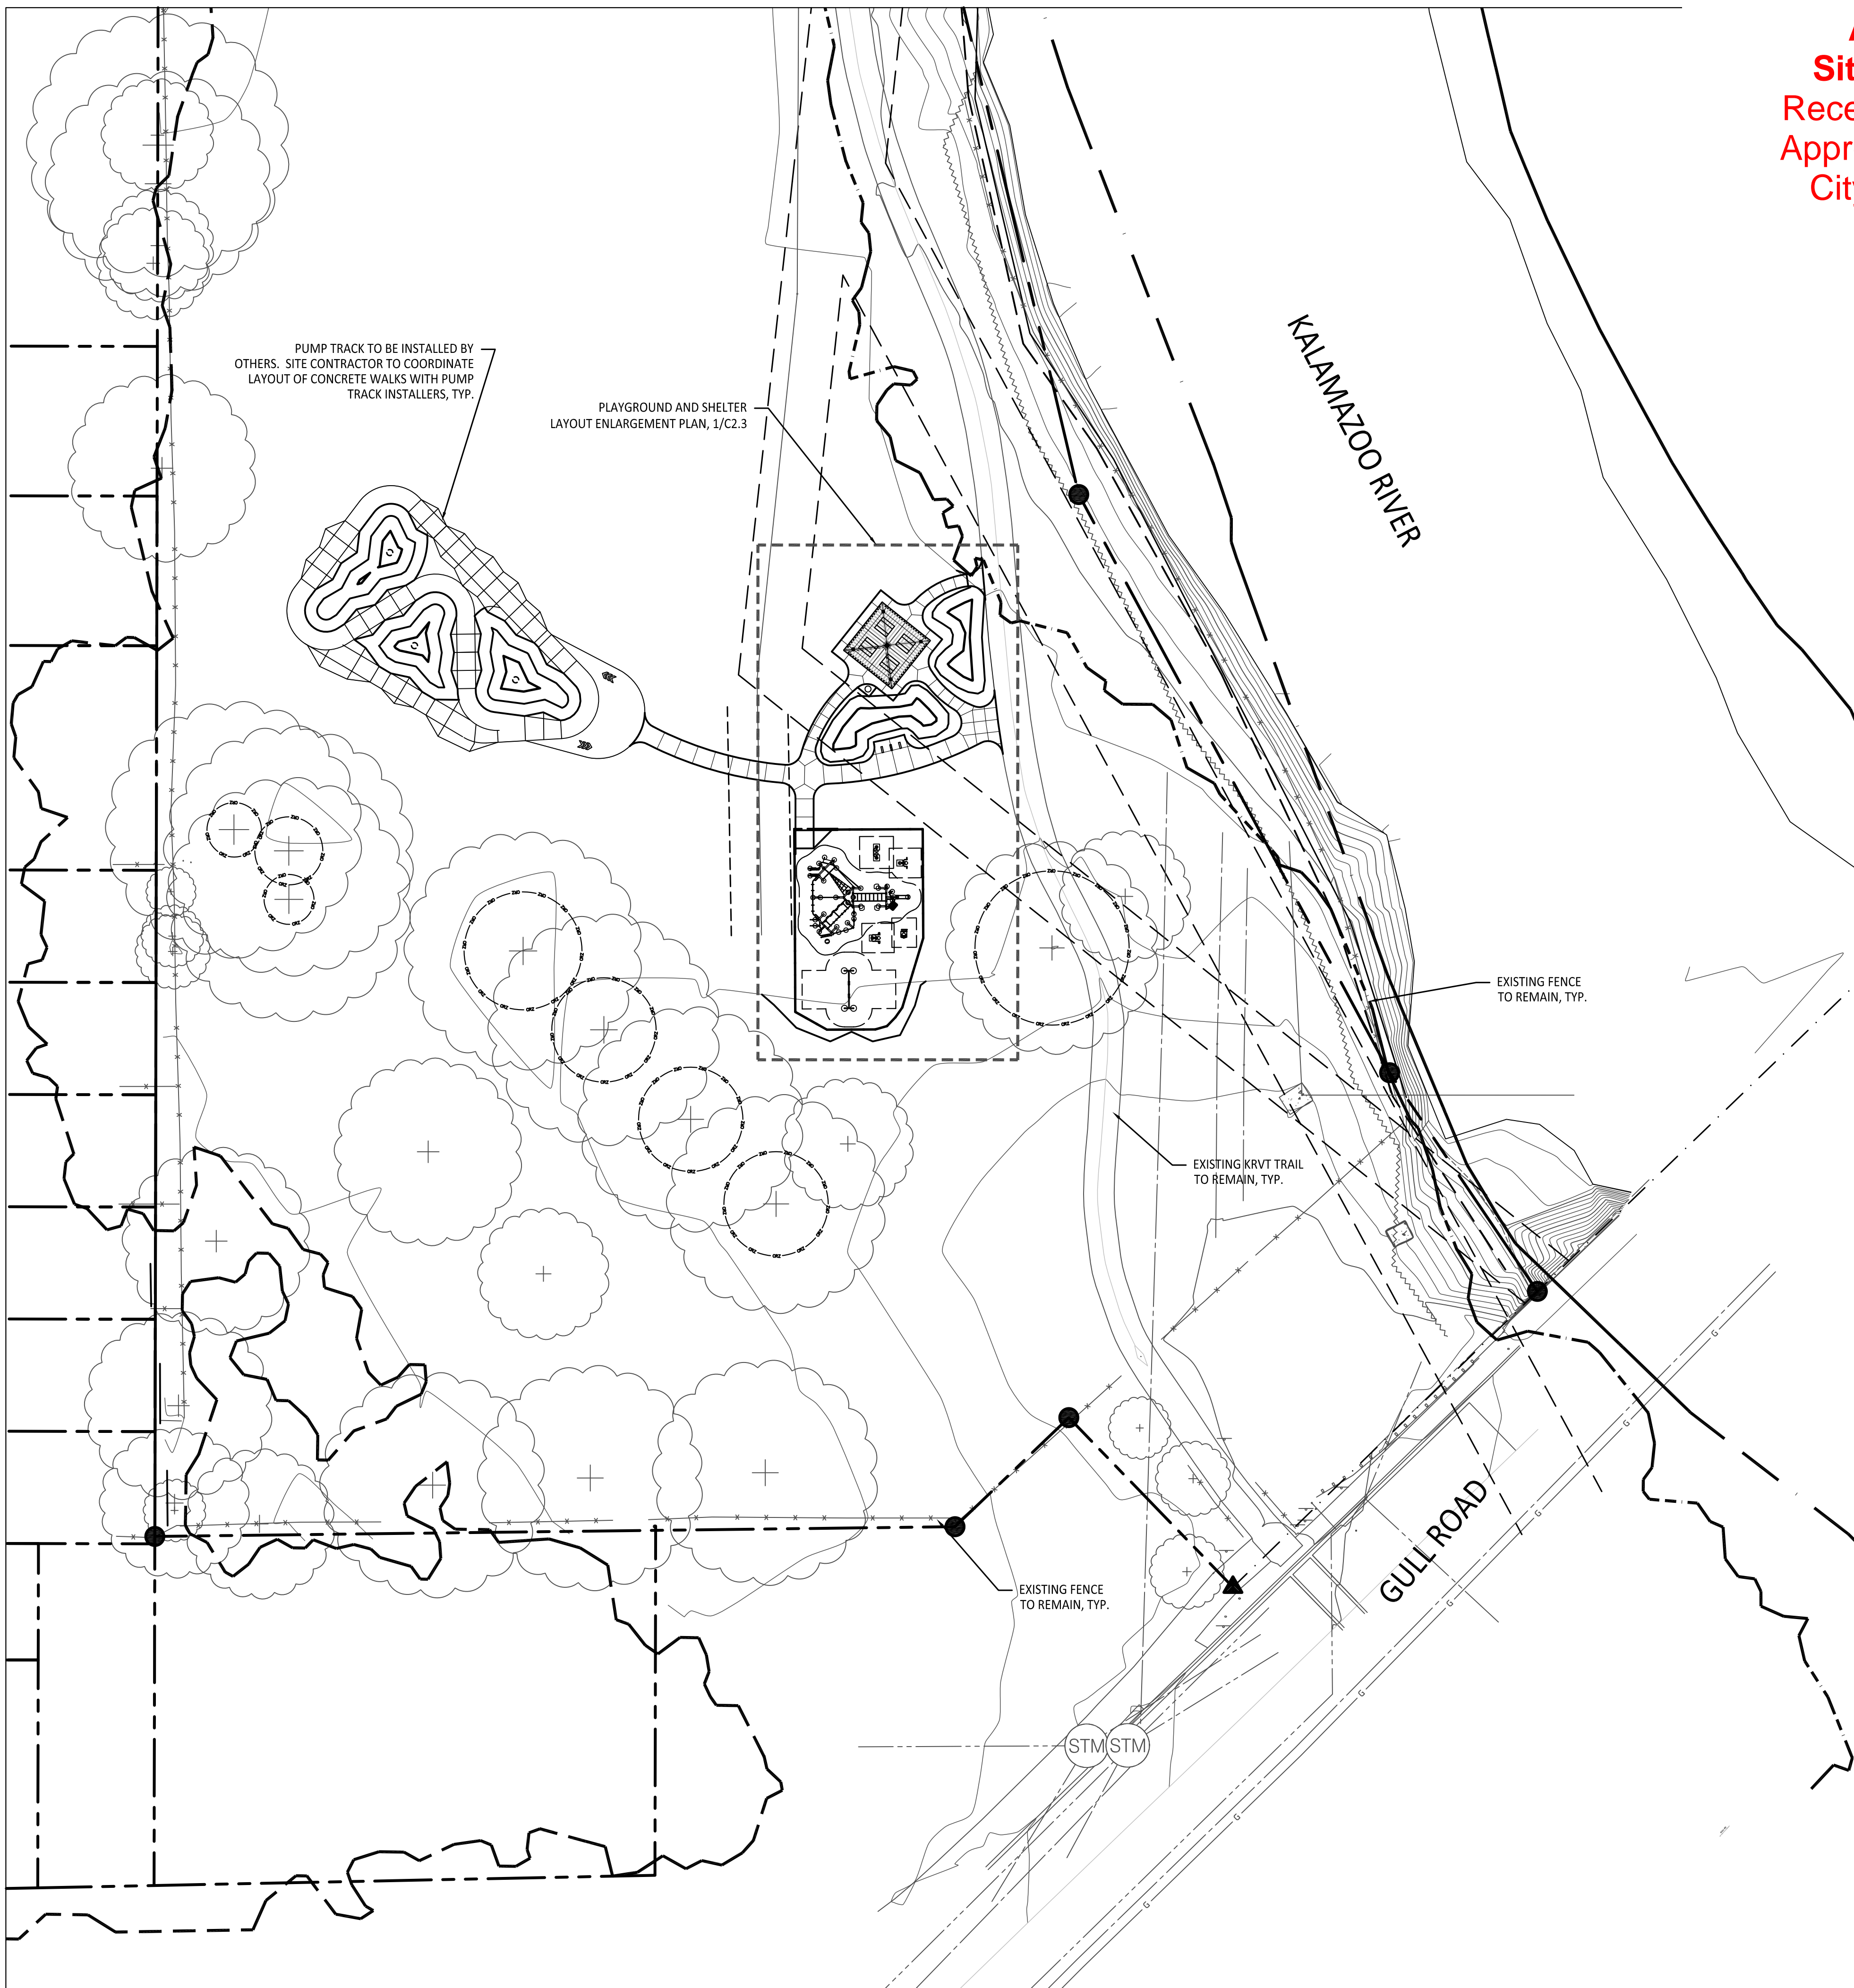 Sit
Rece
Appr
City
KALAMAZOO RIVER
PUMP TRACK TO BE INSTALLED BY
OTHERS. SITE CONTRACTOR TO COORDINATE
LAYOUT OF CONCRETE WALKS WITH PUMP
TRACK INSTALLERS, TYP.
PLAYGROUND AND SHELTER
LAYOUT ENLARGEMENT PLAN, 1/C2.3
EXISTING FENCE
TO REMAIN, TYP.
EXISTING KRVT TRAIL
TO REMAIN, TYP.
GULL ROAD
EXISTING FENCE
TO REMAIN, TYP.
STM STM
G
G
G
G
G
G
G